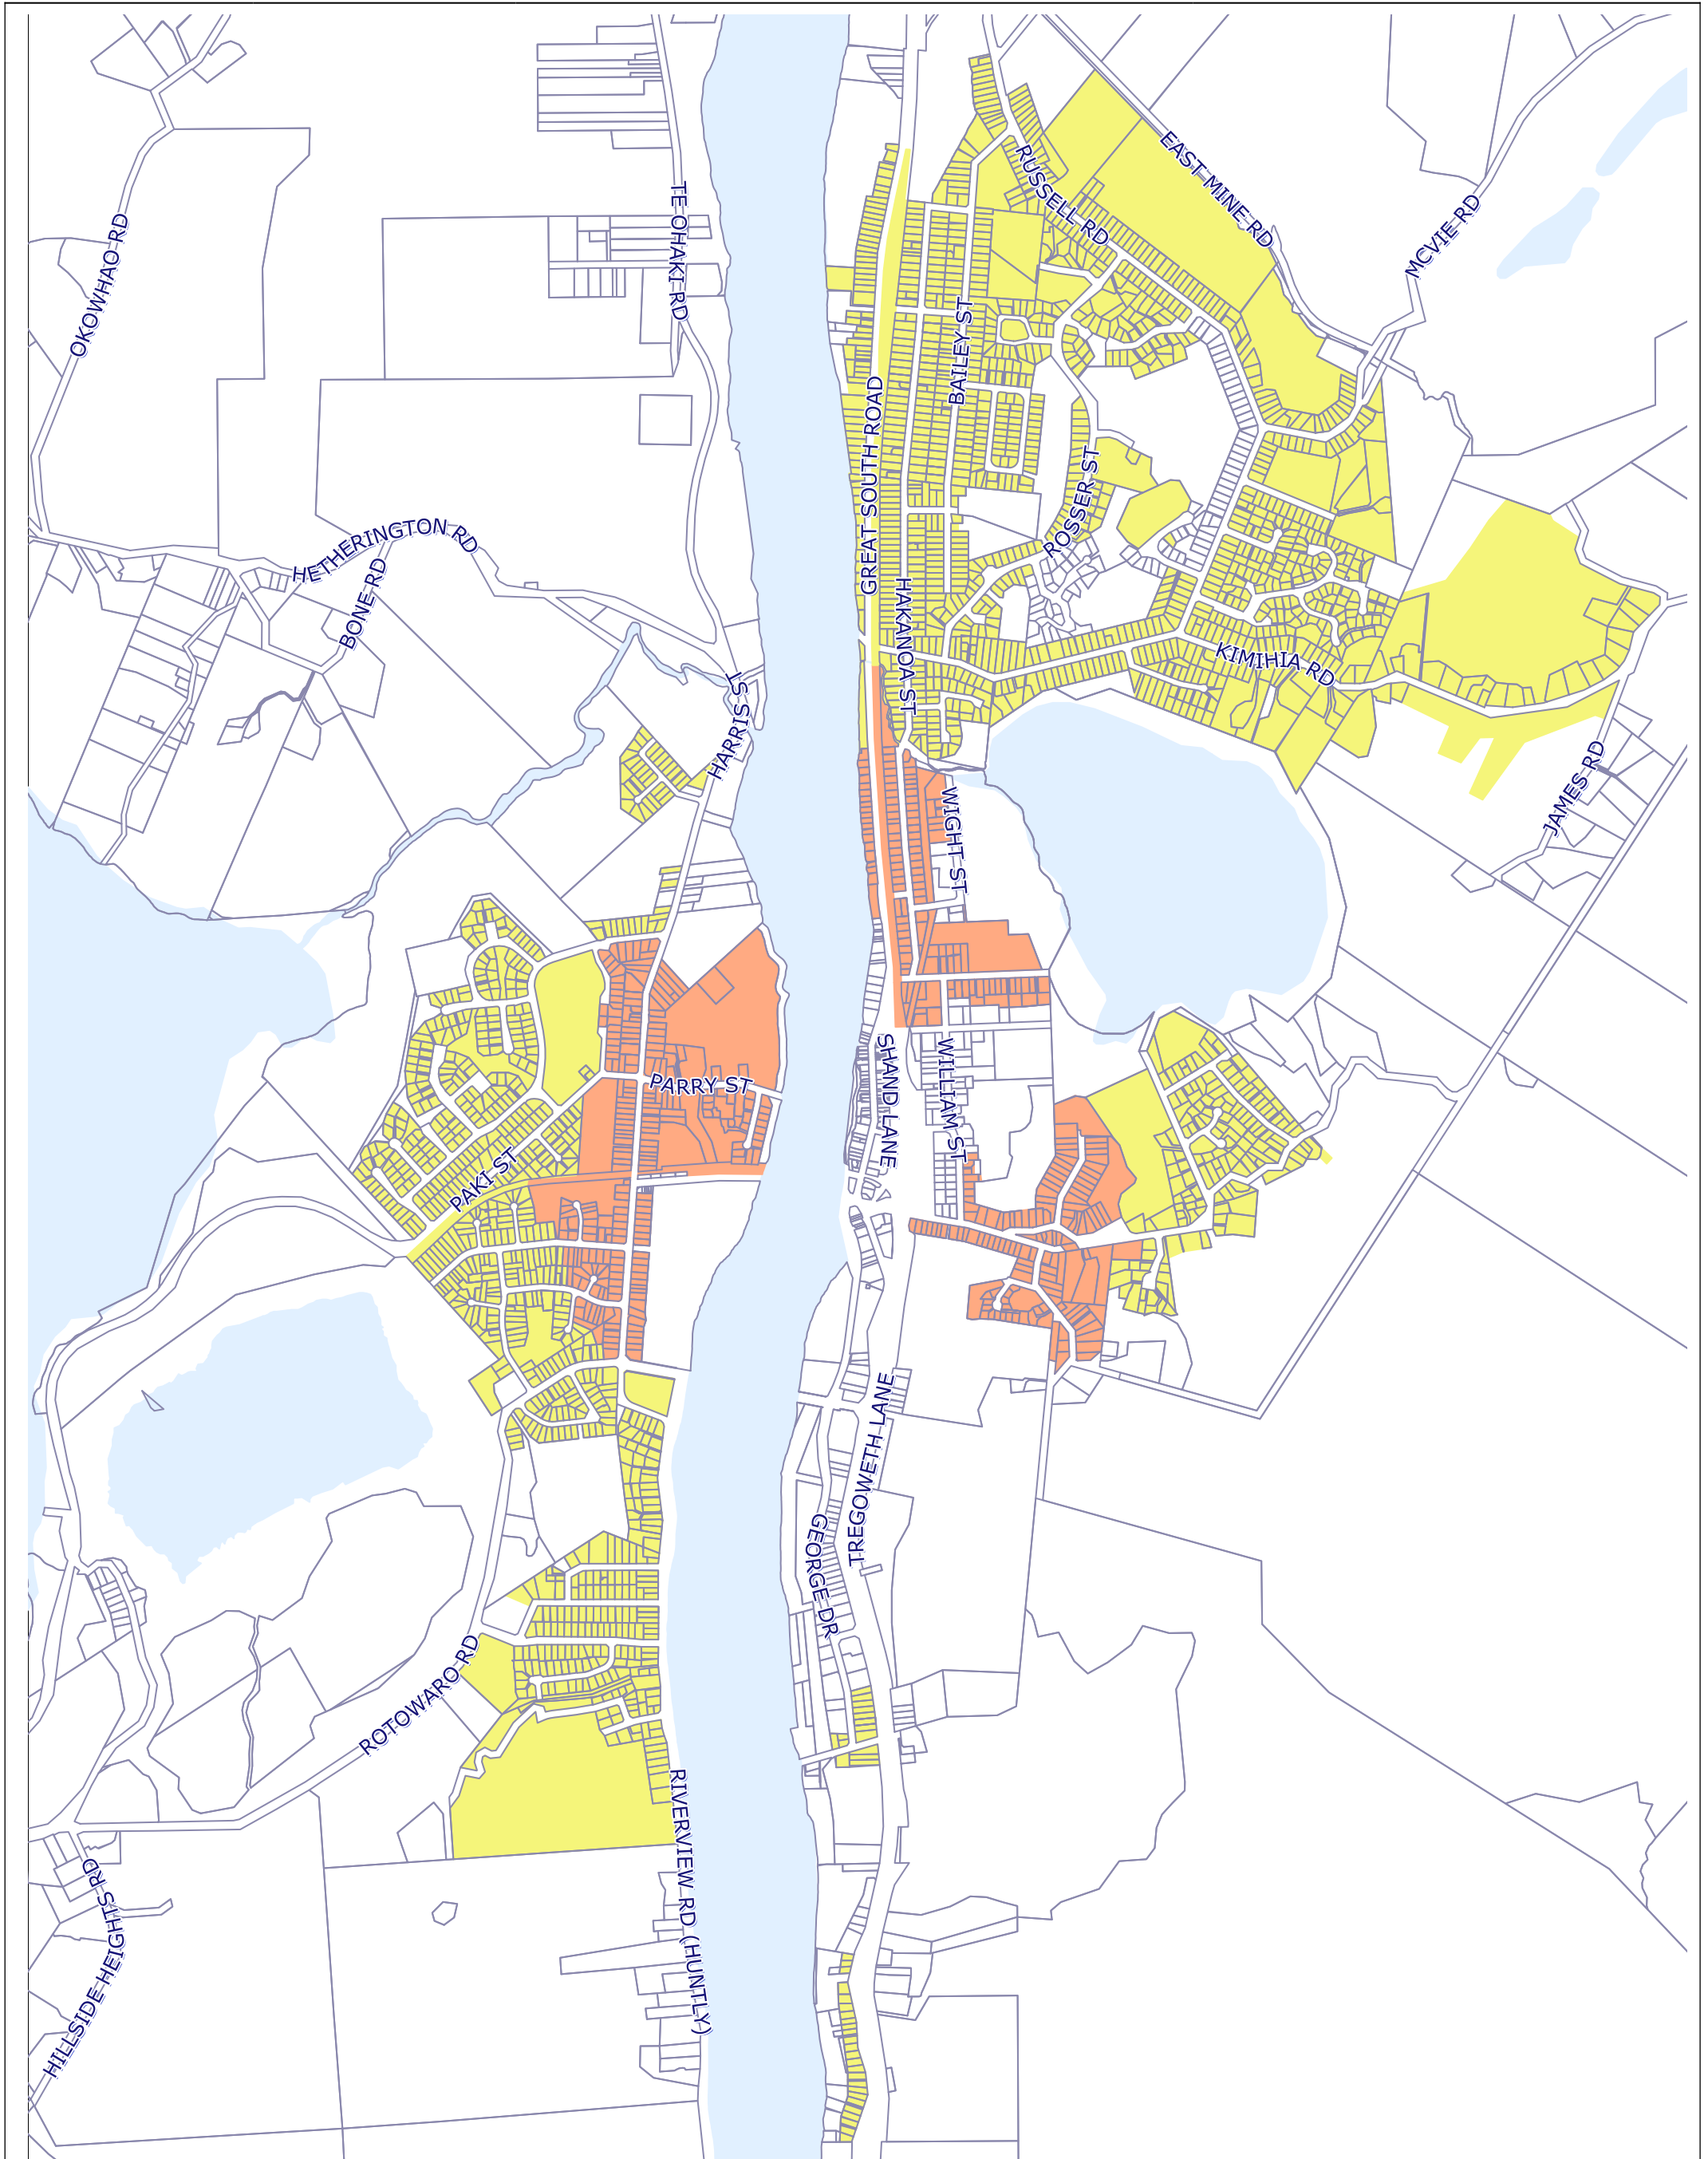 EAST MINE RD
RUSSELL RD
MCVIE RD
TE OHAKI RD
OKOWHAO RD
BAILEY ST
GREAT SOUTH ROAD
ROSSER ST
HETHERINGTON RD
BONE RD
HAKANOA ST
KIMIHIA RD
HARRIS ST
JAMES RD
WIGHT ST
PARRY ST
SHAND LANE
WILLIAM ST
PAKI ST
TREGOWETH LANE
GEORGE DR
ROTOWARO RD
RIVERVIEW RD (HUNTLY)
HILLSIDE HEIGHTS RD